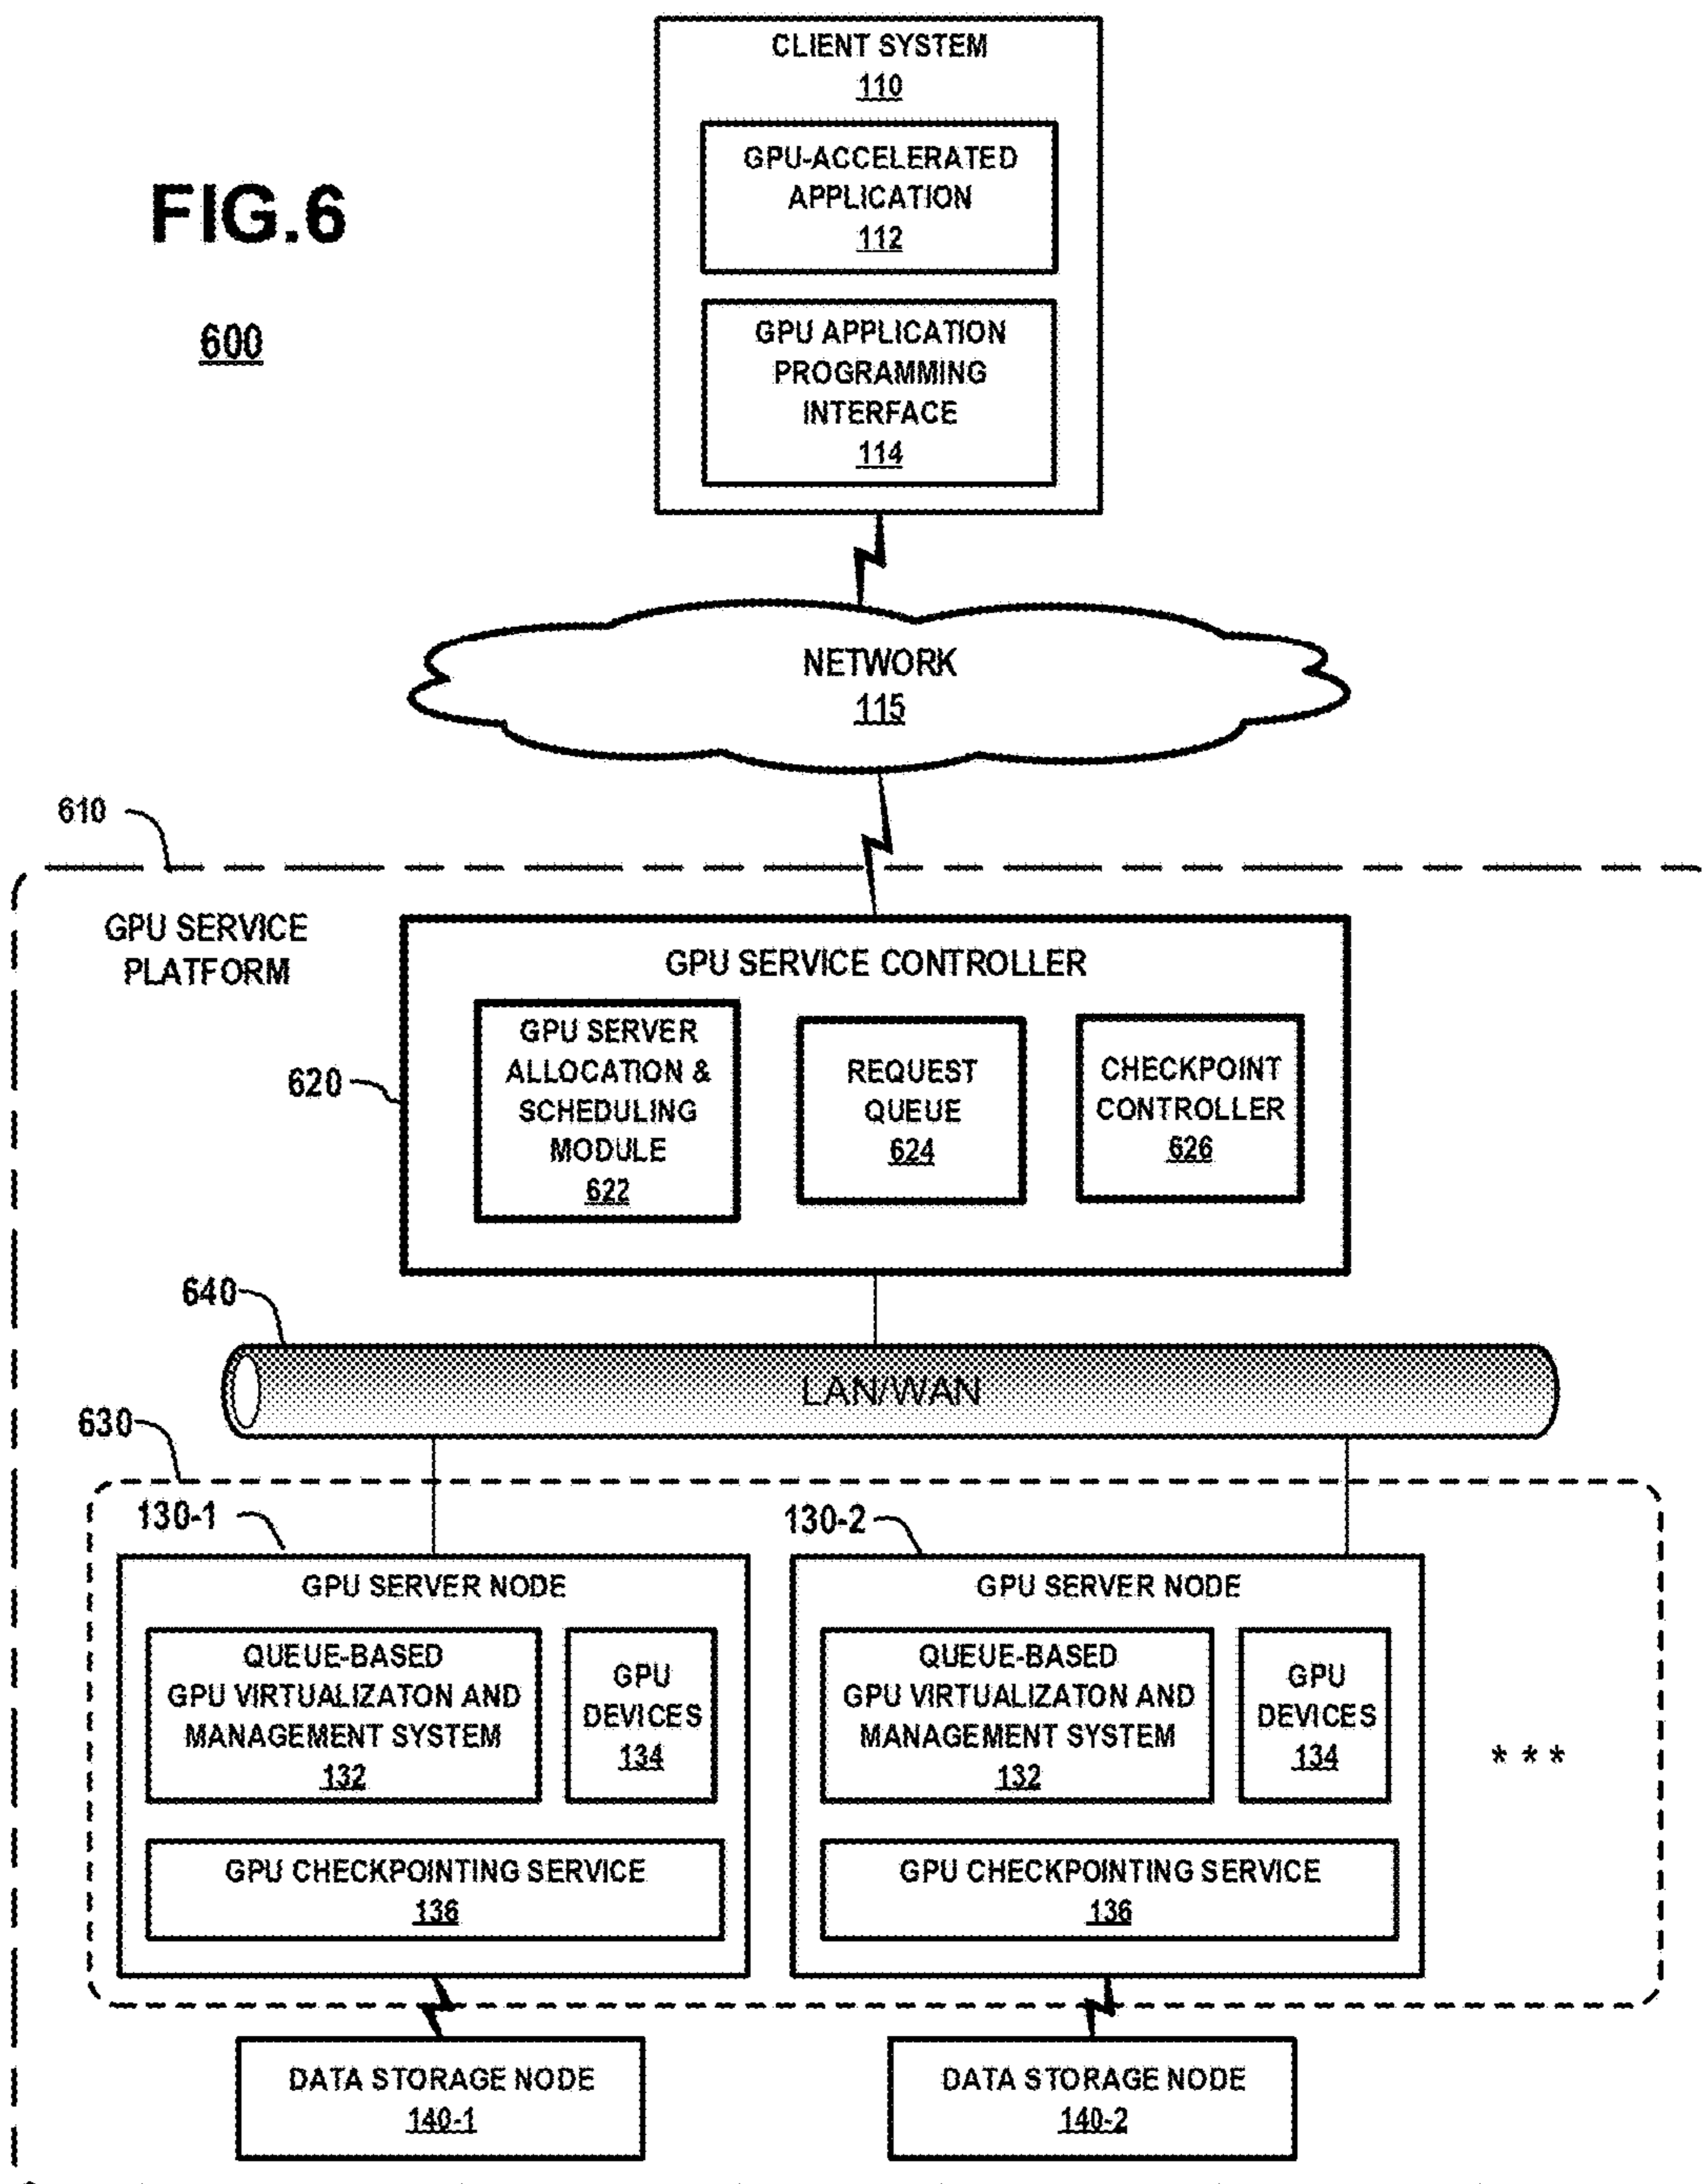 CLIENT SYSTEM
110
GPU-ACCELERATED
APPLICATION
112
FIG.6
600
GPU APPLICATION
PROGRAMMING
INTERFACE
114
NETWORK
115
610
GPU SERVICE
PLATFORM
GPU SERVICE CONTROLLER
620
GPU SERVER
ALLOCATION &
SCHEDULING
MODULE
622
REQUEST
QUEUE
624
CHECKPOINT
CONTROLLER
626
640
LAN/WAN
630
130-1
GPU SERVER NODE
QUEUE-BASED
GPU VIRTUALIZATON AND
MANAGEMENT SYSTEM
132
GPU
DEVICES
134
GPU CHECKPOINTING SERVICE
136
130-2
GPU SERVER NODE
QUEUE-BASED
GPU VIRTUALIZATON AND
MANAGEMENT SYSTEM
132
GPU
DEVICES
134
GPU CHECKPOINTING SERVICE
136
* * *
DATA STORAGE NODE
140-1
DATA STORAGE NODE
140-2